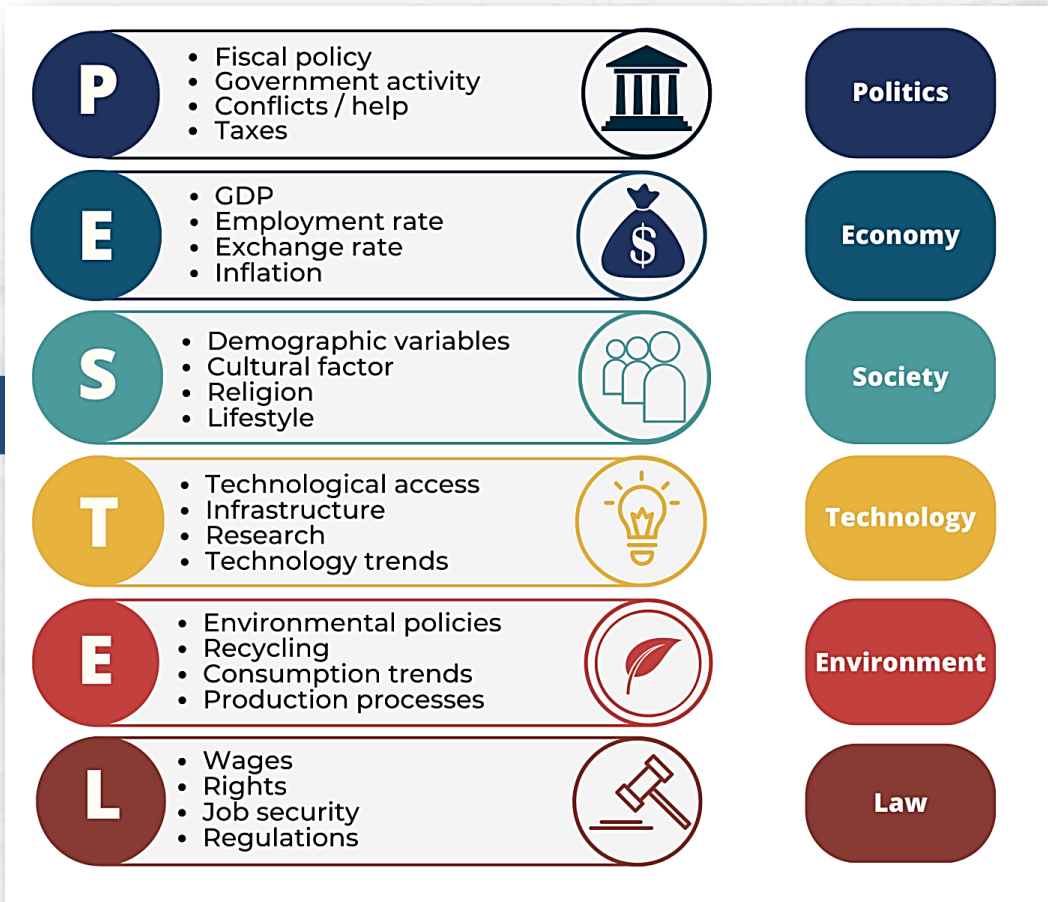 P
• Fiscal policy
• Government activity
• Conflicts / help
• Taxes
Politics
E
• GDP
• Employment rate
• Exchange rate
• Inflation
$
Economy
S
• Demographic variables
• Cultural factor
• Religion
• Lifestyle
Society
T
• Technological access
• Infrastructure
• Research
• Technology trends
Technology
E
• Environmental policies
• Recycling
• Consumption trends
• Production processes
Environment
L
• Wages
• Rights
• Job security
• Regulations
Law